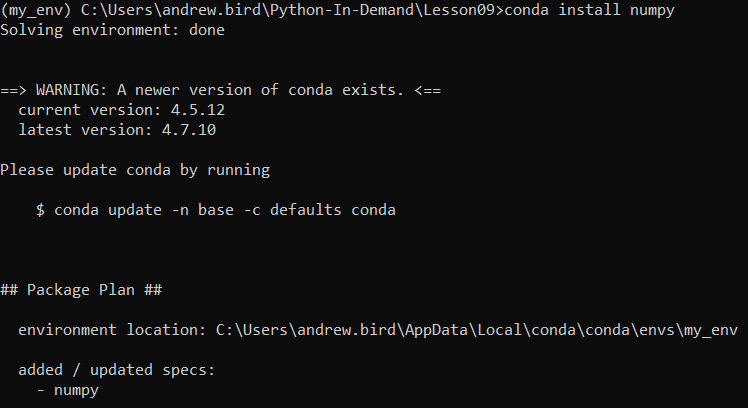 (my_env) C:\Users\andrew.bird\Python-In-Demand\Lesson09>conda install numpy
Solving environment: done
==> WARNING: A newer version of conda exists. <==
current version: 4.5.12
latest version: 4.7.10
Please update conda by running
$ conda update -n base -c defaults conda
## Package Plan ##
environment location: C:\Users\andrew.bird\AppData\Local\conda\conda\envs\my_env
added / updated specs:
- numpy